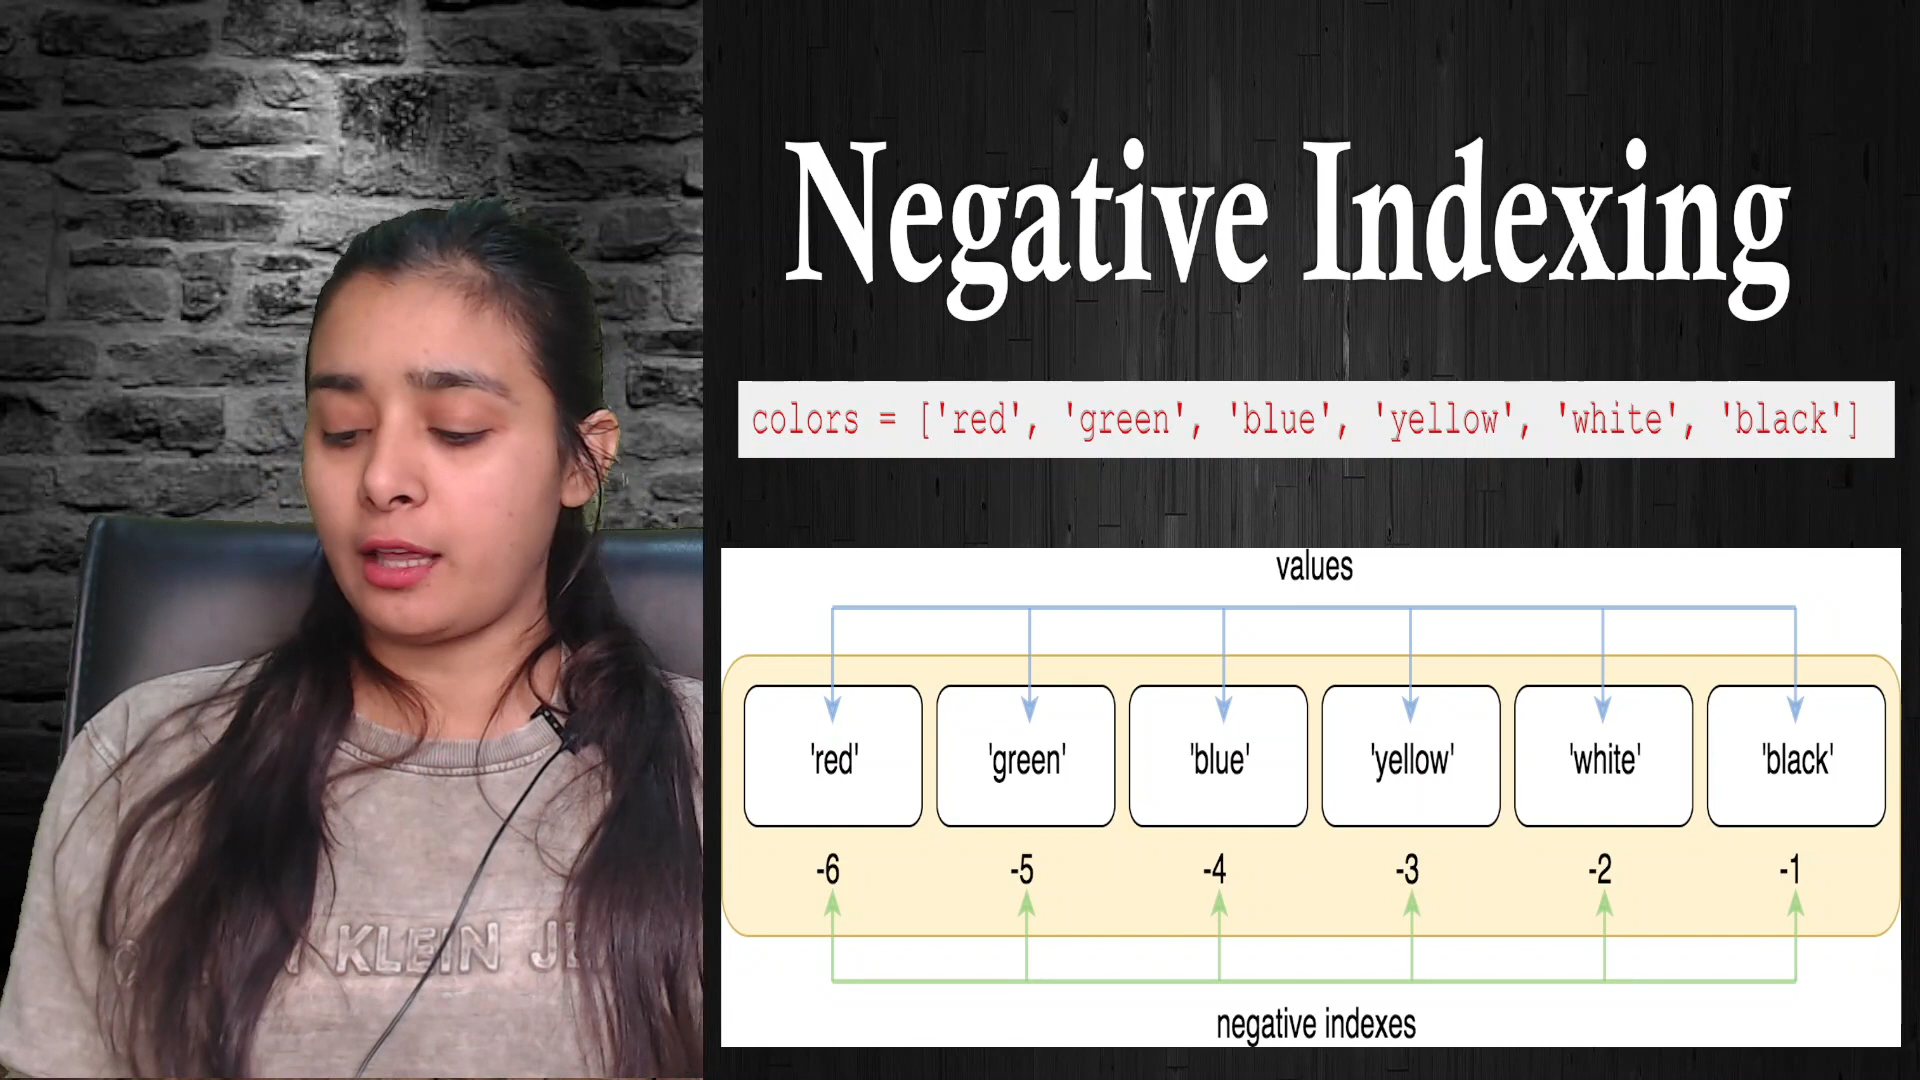 Negative Indexing
colors = ['red', 'green', 'blue', 'yellow', 'white', 'black']
values
'red' 'green' 'blue' 'yellow' 'white' 'black'
-6 -5 -4 -3 -2 -1
negative indexes
KLEIN